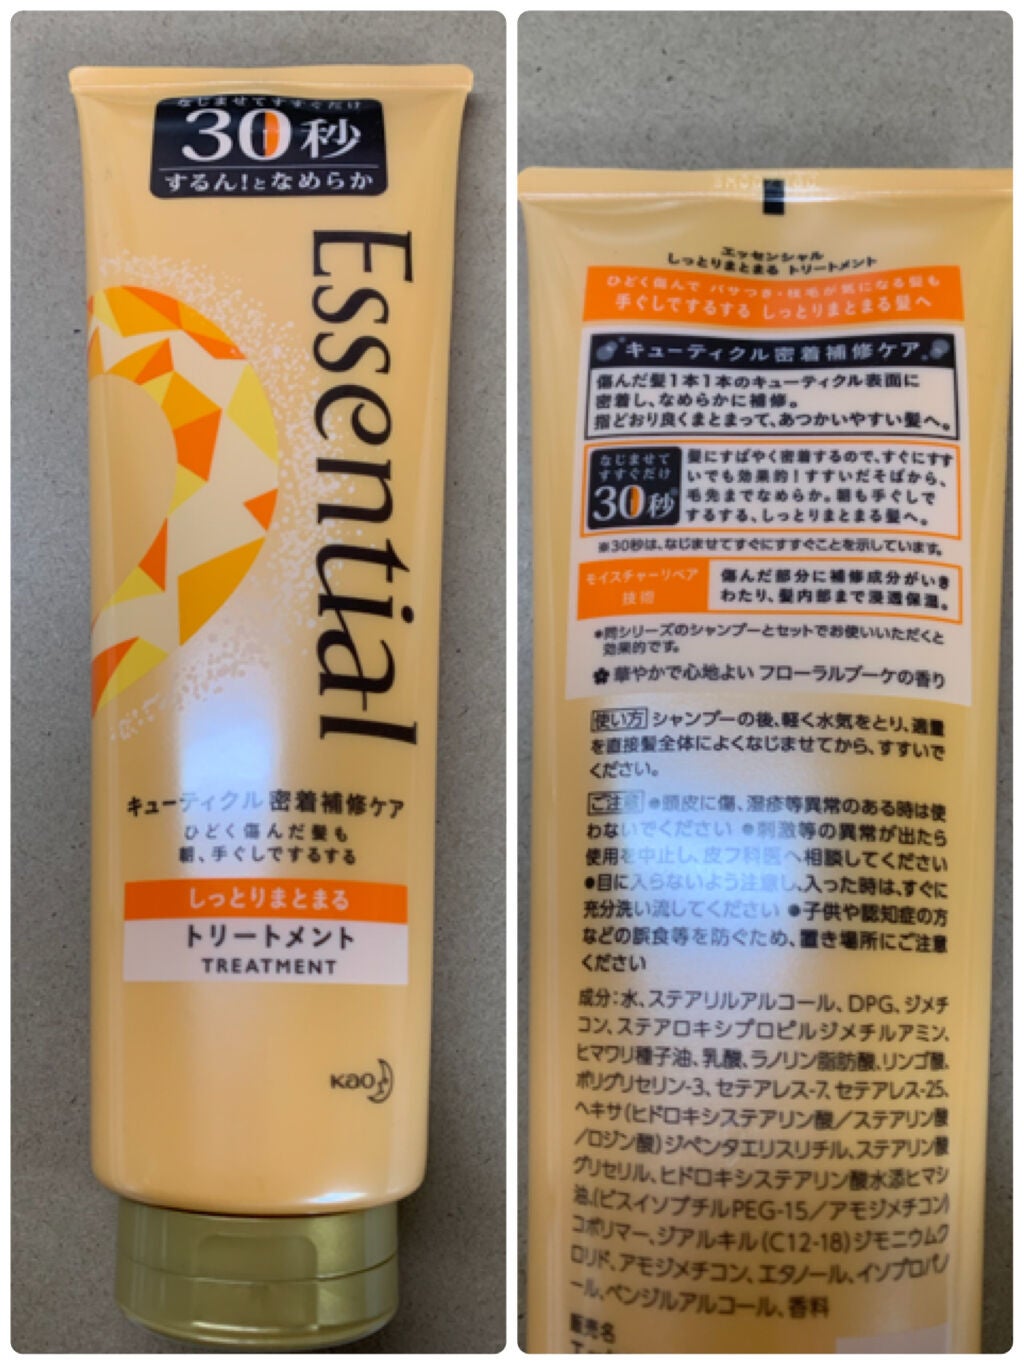 なじませてすすぐだけ
30秒
するん!となめらか
Essential
キューティクル密着補修ケア
ひどく傷んだ髪も
朝、手ぐしでするする
しっとりまとまる
トリートメント
TREATMENT
Kao
エッセンシャル
しっとりまとまる トリートメント
ひどく傷んで パサつき・枝毛が気になる髪も
手ぐしでするする しっとりまとまる髪へ
キューティクル密着補修ケア
傷んだ髪1本1本のキューティクル表面に
密着し、なめらかに補修。
指どおり良くまとまって、あつかいやすい髪へ。
なじませて
すすぐだけ
30秒※
髪にすばやく密着するので、すぐにすす
いでも効果的!すすいだそばから、
毛先までなめらか。朝も手ぐしで
するする、しっとりまとまる髪へ。
※30秒は、なじませてすぐにすすぐことを示しています。
モイスチャーリペア
技術
傷んだ部分に補修成分がいき
わたり、髪内部まで浸透保湿。
*同シリーズのシャンプーとセットでお使いいただくと
効果的です。
華やかで心地よい フローラルブーケの香り
使い方 シャンプーの後、軽く水気をとり、適量
を直接髪全体によくなじませてから、すすいで
ください。
ご注意 ●頭皮に傷、湿疹等異常のある時は使
わないでください ●刺激等の異常が出たら
使用を中止し、皮フ科医へ相談してください
●目に入らないよう注意し、入った時は、すぐに
充分洗い流してください ●子供や認知症の方
などの誤食等を防ぐため、置き場所にご注意
ください
成分:水、ステアリルアルコール、DPG、ジメチ
コン、ステアロキシプロピルジメチルアミン、
ヒマワリ種子油、乳酸、ラノリン脂肪酸、リンゴ酸、
ポリグリセリン-3、セテアレス-7、セテアレス-25、
ヘキサ(ヒドロキシステアリン酸/ステアリン酸
/ロジン酸)ジペンタエリスリチル、ステアリン酸
グリセリル、ヒドロキシステアリン酸水添ヒマシ
油、(ビスイソブチルPEG-15/アモジメチコン)
コポリマー、ジアルキル(C12-18)ジモニウムク
ロリド、アモジメチコン、エタノール、イソプロパノ
ール、ベンジルアルコール、香料
販売名